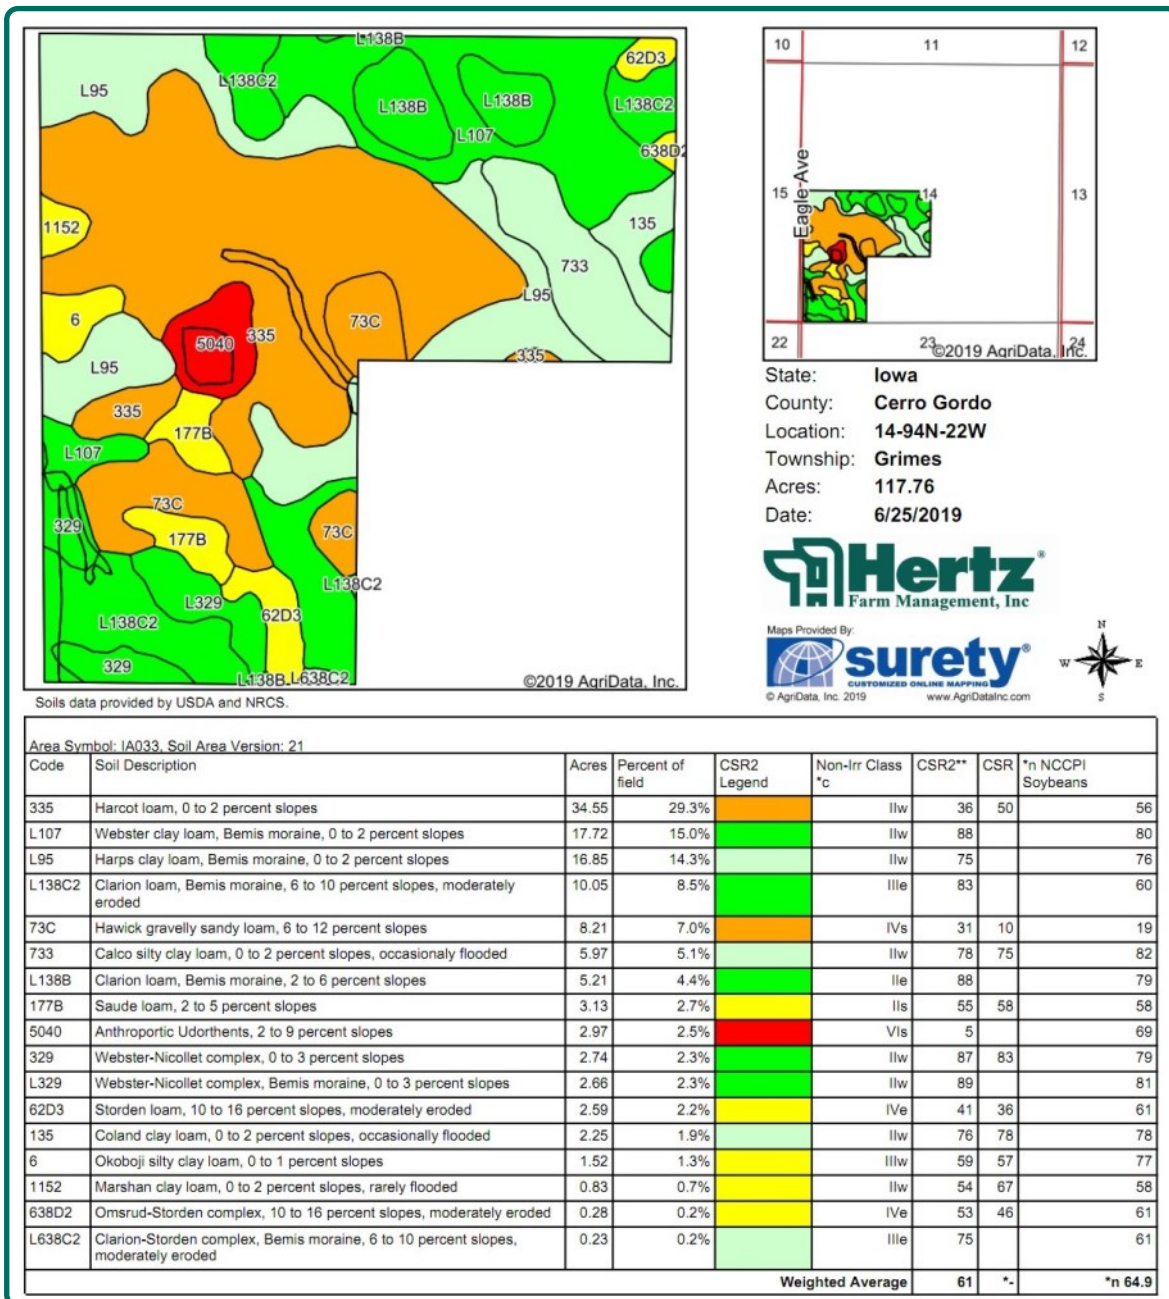 L138B
62D3
L95
L138C2
L138B
L138B
L138C2
L107
638D2
1152
135
733
L95
6
73C
5040
335
335
L95
335
177B
L107
73C
329
177B
73C
L138C2
L329
62D3
L138C2
329
L138B
L638C2
©2019 AgriData, Inc.
Soils data provided by USDA and NRCS.
10
11
12
15
Eagle Ave
14
13
22
23
24
©2019 AgriData, Inc.
State: Iowa
County: Cerro Gordo
Location: 14-94N-22W
Township: Grimes
Acres: 117.76
Date: 6/25/2019
Hertz®
Farm Management, Inc
Maps Provided By:
surety®
CUSTOMIZED ONLINE MAPPING
© AgriData, Inc. 2019 www.AgriDataInc.com
N
W E
S
Area Symbol: IA033, Soil Area Version: 21
Code Soil Description Acres Percent of field CSR2 Legend Non-Irr Class *c CSR2** CSR *n NCCPI Soybeans
335 Harcot loam, 0 to 2 percent slopes 34.55 29.3% IIw 36 50 56
L107 Webster clay loam, Bemis moraine, 0 to 2 percent slopes 17.72 15.0% IIw 88 80
L95 Harps clay loam, Bemis moraine, 0 to 2 percent slopes 16.85 14.3% IIw 75 76
L138C2 Clarion loam, Bemis moraine, 6 to 10 percent slopes, moderately eroded 10.05 8.5% IIIe 83 60
73C Hawick gravelly sandy loam, 6 to 12 percent slopes 8.21 7.0% IVs 31 10 19
733 Calco silty clay loam, 0 to 2 percent slopes, occasionaly flooded 5.97 5.1% IIw 78 75 82
L138B Clarion loam, Bemis moraine, 2 to 6 percent slopes 5.21 4.4% IIe 88 79
177B Saude loam, 2 to 5 percent slopes 3.13 2.7% IIs 55 58 58
5040 Anthroportic Udorthents, 2 to 9 percent slopes 2.97 2.5% VIs 5 69
329 Webster-Nicollet complex, 0 to 3 percent slopes 2.74 2.3% IIw 87 83 79
L329 Webster-Nicollet complex, Bemis moraine, 0 to 3 percent slopes 2.66 2.3% IIw 89 81
62D3 Storden loam, 10 to 16 percent slopes, moderately eroded 2.59 2.2% IVe 41 36 61
135 Coland clay loam, 0 to 2 percent slopes, occasionally flooded 2.25 1.9% IIw 76 78 78
6 Okoboji silty clay loam, 0 to 1 percent slopes 1.52 1.3% IIIw 59 57 77
1152 Marshan clay loam, 0 to 2 percent slopes, rarely flooded 0.83 0.7% IIw 54 67 58
638D2 Omsrud-Storden complex, 10 to 16 percent slopes, moderately eroded 0.28 0.2% IVe 53 46 61
L638C2 Clarion-Storden complex, Bemis moraine, 6 to 10 percent slopes, moderately eroded 0.23 0.2% IIIe 75 61
Weighted Average 61 *- *n 64.9